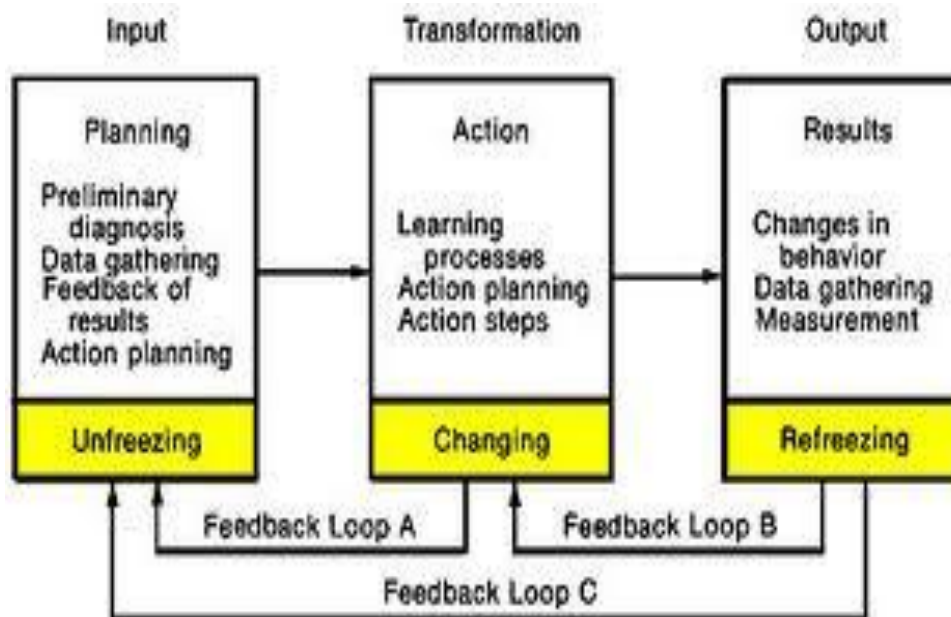 Input
Planning
Preliminary
diagnosis
Data gathering
Feedback of
results
Action planning
Unfreezing
Transformation
Action
Learning
processes
Action planning
Action steps
Changing
Output
Results
Changes in
behavior
Data gathering
Measurement
Refreezing
Feedback Loop A
Feedback Loop B
Feedback Loop C